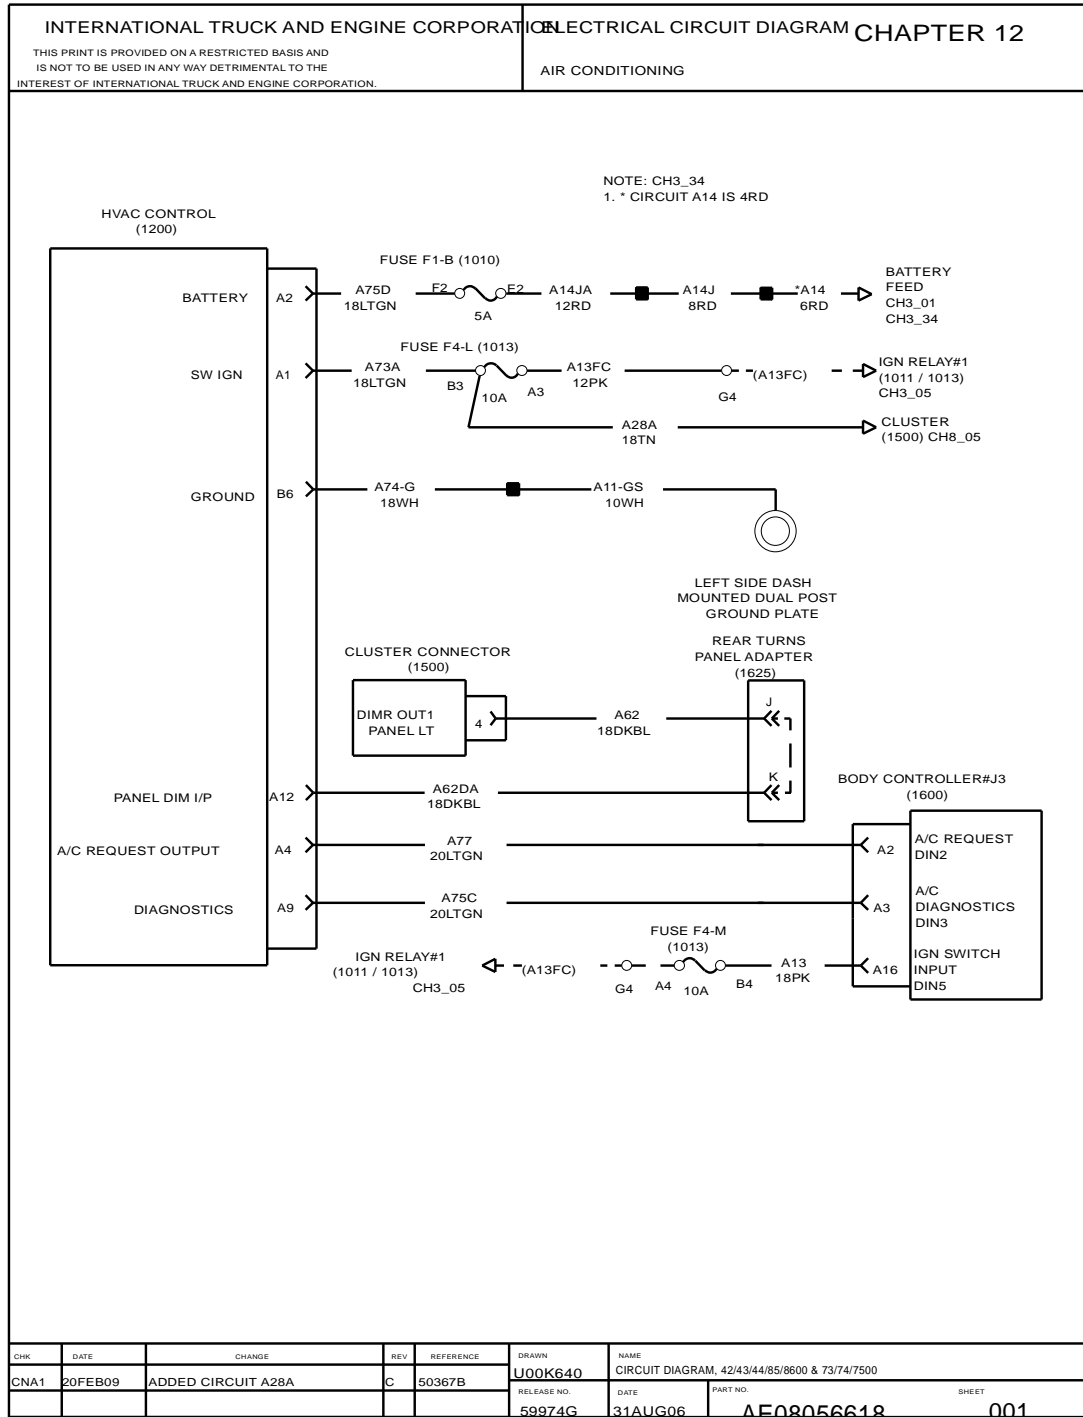 INTERNATIONAL TRUCK AND ENGINE CORPORATION
THIS PRINT IS PROVIDED ON A RESTRICTED BASIS AND
IS NOT TO BE USED IN ANY WAY DETRIMENTAL TO THE
INTEREST OF INTERNATIONAL TRUCK AND ENGINE CORPORATION.
ELECTRICAL CIRCUIT DIAGRAM
CHAPTER 12
AIR CONDITIONING
NOTE: CH3_34
1. * CIRCUIT A14 IS 4RD
HVAC CONTROL
(1200)
BATTERY
A2
A75D
18LTGN
FUSE F1-B (1010)
F2
E2
5A
A14JA
12RD
A14J
8RD
*A14
6RD
BATTERY
FEED
CH3_01
CH3_34
SW IGN
A1
A73A
18LTGN
FUSE F4-L (1013)
B3
10A
A3
A13FC
12PK
G4
(A13FC)
IGN RELAY#1
(1011 / 1013)
CH3_05
A28A
18TN
CLUSTER
(1500) CH8_05
GROUND
B6
A74-G
18WH
A11-GS
10WH
LEFT SIDE DASH
MOUNTED DUAL POST
GROUND PLATE
CLUSTER CONNECTOR
(1500)
DIMR OUT1
PANEL LT
4
A62
18DKBL
REAR TURNS
PANEL ADAPTER
(1625)
J
K
PANEL DIM I/P
A12
A62DA
18DKBL
A/C REQUEST OUTPUT
A4
A77
20LTGN
DIAGNOSTICS
A9
A75C
20LTGN
BODY CONTROLLER#J3
(1600)
A2
A/C REQUEST
DIN2
A3
A/C
DIAGNOSTICS
DIN3
A16
IGN SWITCH
INPUT
DIN5
IGN RELAY#1
(1011 / 1013)
CH3_05
(A13FC)
G4
FUSE F4-M
(1013)
A4
10A
B4
A13
18PK
CHK
DATE
CHANGE
REV
REFERENCE
CNA1
20FEB09
ADDED CIRCUIT A28A
C
50367B
DRAWN
U00K640
NAME
CIRCUIT DIAGRAM, 42/43/44/85/8600 & 73/74/7500
RELEASE NO.
59974G
DATE
31AUG06
PART NO.
AE08056618
SHEET
001